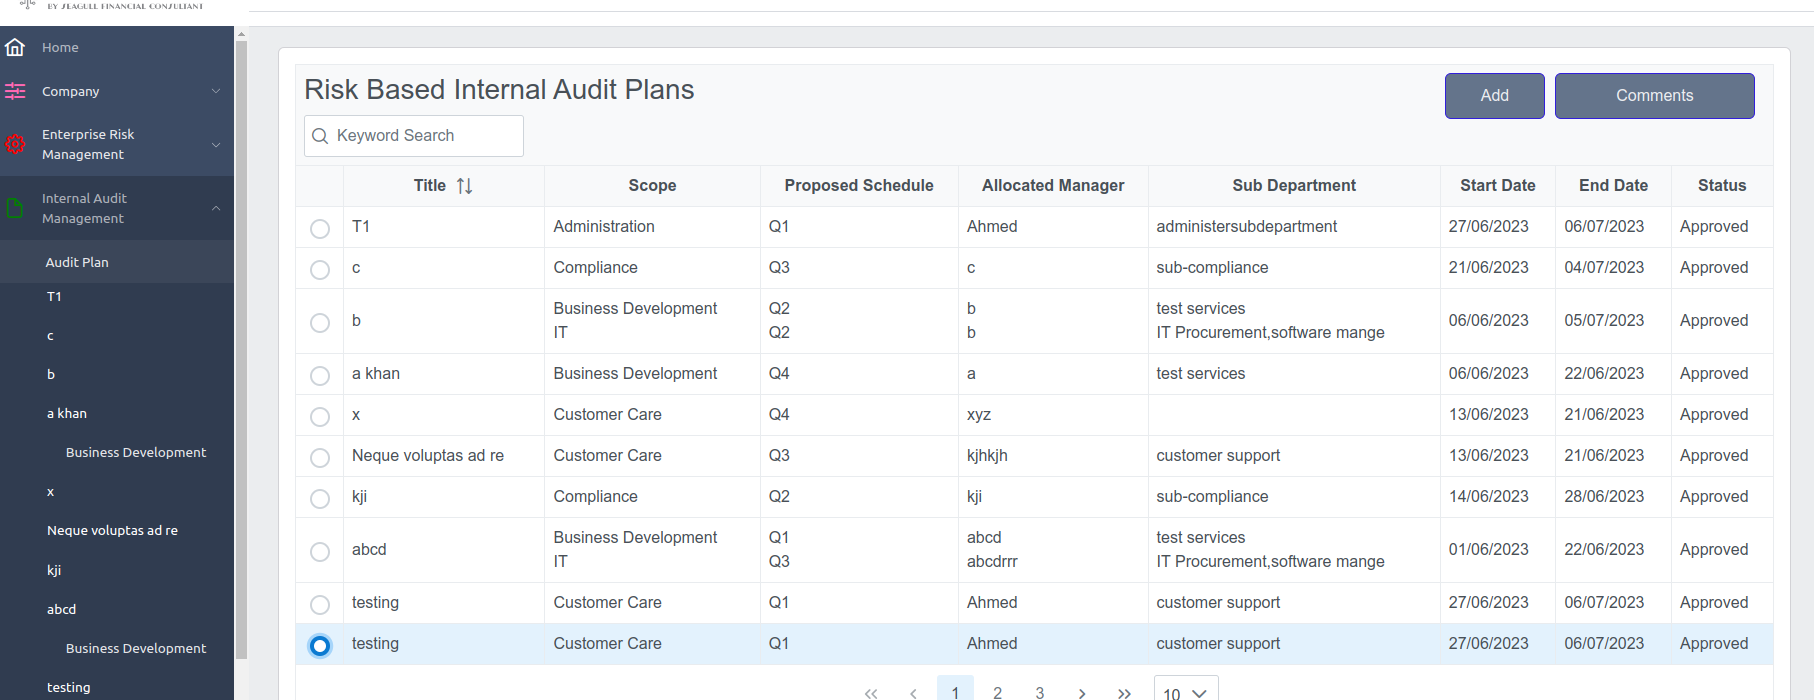 BY SEAGULL FINANCIAL CONSULTANT
Home
Company
Enterprise Risk
Management
Internal Audit
Management
Audit Plan
T1
c
b
a khan
Business Development
x
Neque voluptas ad re
kji
abcd
Business Development
testing
Risk Based Internal Audit Plans
Add
Comments
Keyword Search
Title Scope Proposed Schedule Allocated Manager Sub Department Start Date End Date Status
T1 Administration Q1 Ahmed administersubdepartment 27/06/2023 06/07/2023 Approved
c Compliance Q3 c sub-compliance 21/06/2023 04/07/2023 Approved
Business Development Q2 b test services
b 06/06/2023 05/07/2023 Approved
IT Q2 b IT Procurement,software mange
a khan Business Development Q4 a test services 06/06/2023 22/06/2023 Approved
x Customer Care Q4 xyz 13/06/2023 21/06/2023 Approved
Neque voluptas ad re Customer Care Q3 kjhkjh customer support 13/06/2023 21/06/2023 Approved
kji Compliance Q2 kji sub-compliance 14/06/2023 28/06/2023 Approved
Business Development Q1 abcd test services
abcd 01/06/2023 22/06/2023 Approved
IT Q3 abcdrrr IT Procurement,software mange
testing Customer Care Q1 Ahmed customer support 27/06/2023 06/07/2023 Approved
testing Customer Care Q1 Ahmed customer support 27/06/2023 06/07/2023 Approved
« ‹ 1 2 3 › » 10